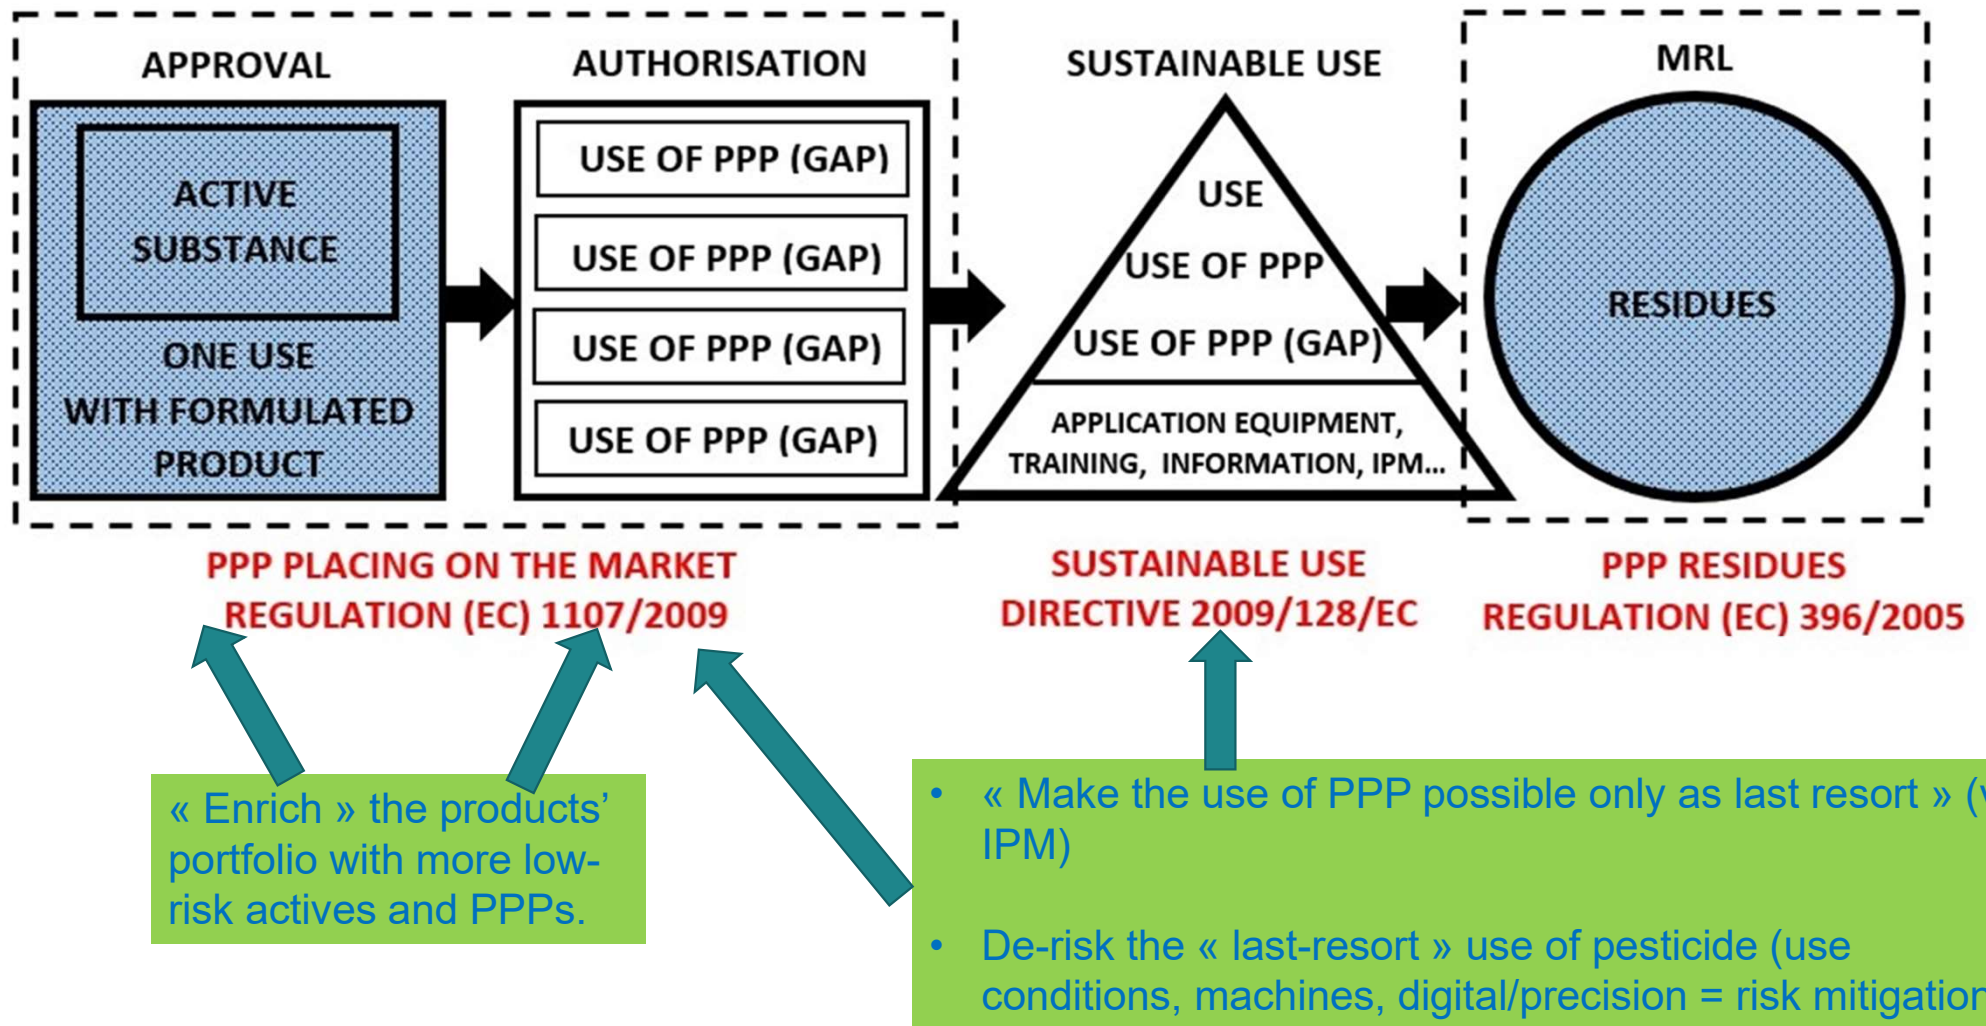 APPROVAL
ACTIVE
SUBSTANCE
ONE USE
WITH FORMULATED
PRODUCT
AUTHORISATION
USE OF PPP (GAP)
USE OF PPP (GAP)
USE OF PPP (GAP)
USE OF PPP (GAP)
SUSTAINABLE USE
USE
USE OF PPP
USE OF PPP (GAP)
APPLICATION EQUIPMENT,
TRAINING, INFORMATION, IPM...
MRL
RESIDUES
PPP PLACING ON THE MARKET
REGULATION (EC) 1107/2009
SUSTAINABLE USE
DIRECTIVE 2009/128/EC
PPP RESIDUES
REGULATION (EC) 396/2005
« Enrich » the products’
portfolio with more low-
risk actives and PPPs.
• « Make the use of PPP possible only as last resort »
IPM)
• De-risk the « last-resort » use of pesticide (use
conditions, machines, digital/precision = risk mitigation